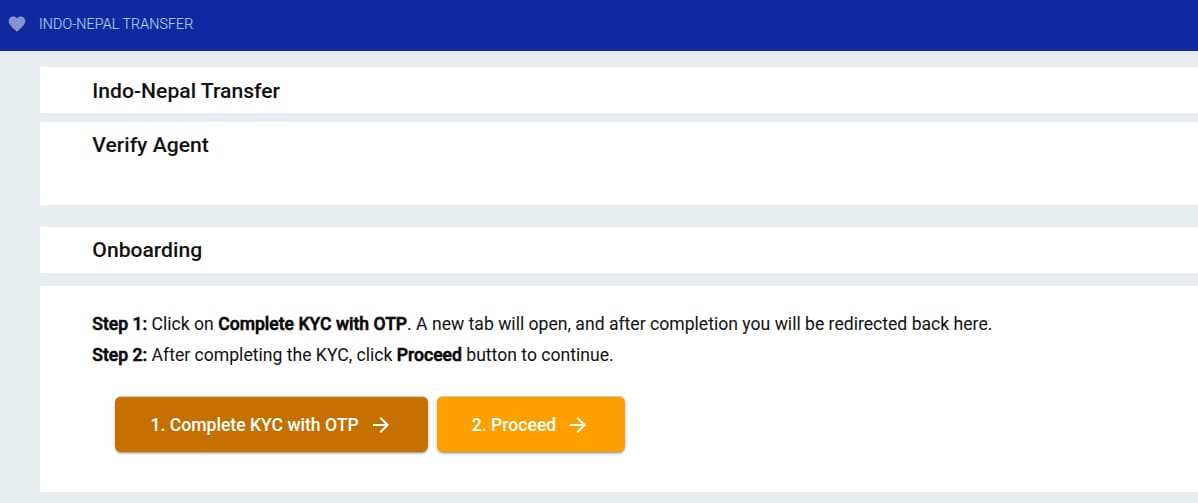 INDO-NEPAL TRANSFER
Indo-Nepal Transfer
Verify Agent
Onboarding
Step 1: Click on Complete KYC with OTP. A new tab will open, and after completion you will be redirected back here.
Step 2: After completing the KYC, click Proceed button to continue.
1. Complete KYC with OTP →
2. Proceed →